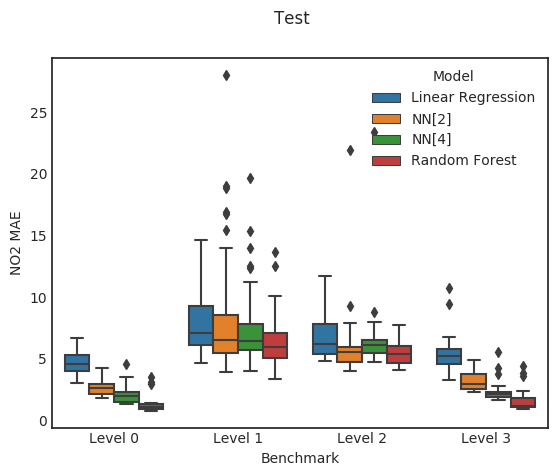 Test
Model
Linear Regression
NN[2]
NN[4]
Random Forest
NO2 MAE
25
20
15
10
5
0
Level 0 Level 1 Level 2 Level 3
Benchmark